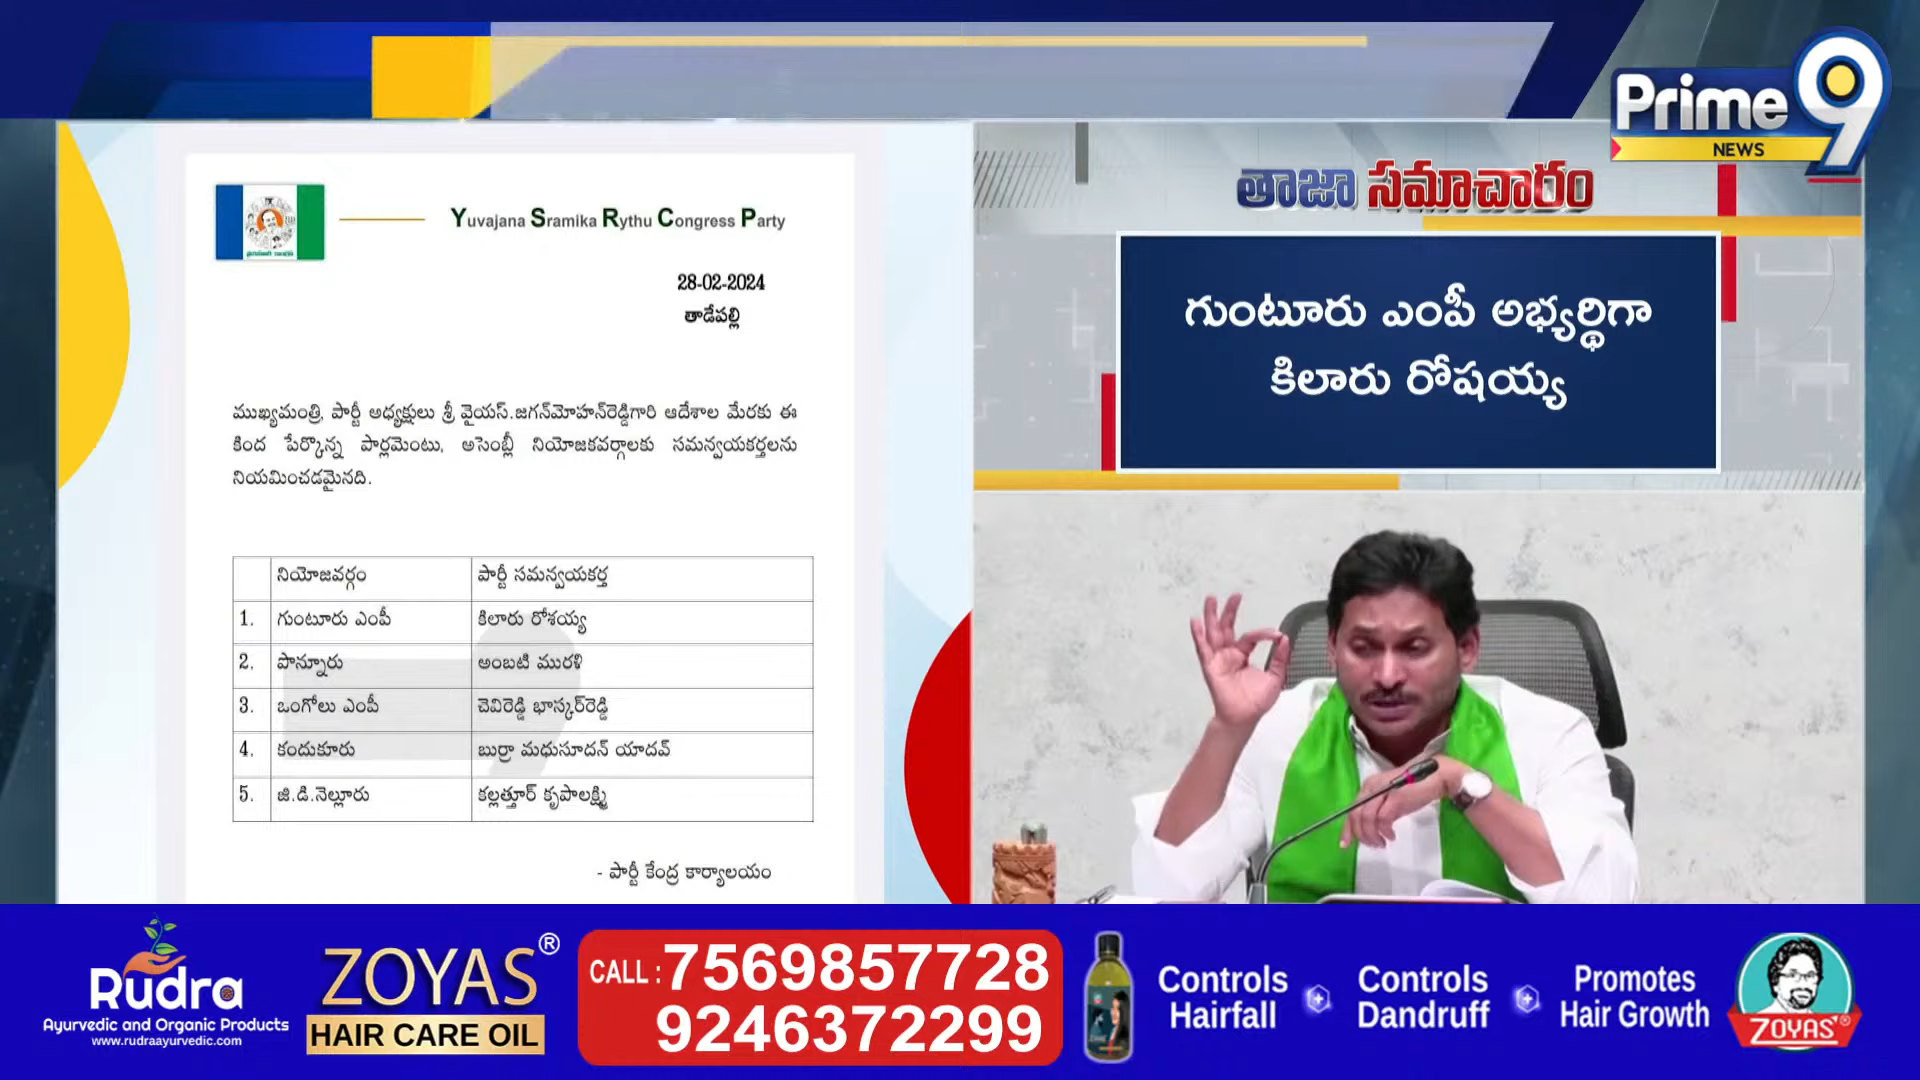 Prime 9
NEWS
Yuvajana Sramika Rythu Congress Party
28-02-2024
తాడేపల్లి
ముఖ్యమంత్రి, పార్టీ అధ్యక్షులు శ్రీ వైయస్.జగన్‌మోహన్‌రెడ్డిగారి ఆదేశాల మేరకు ఈ
కింద పేర్కొన్న పార్లమెంటు, అసెంబ్లీ నియోజకవర్గాలకు సమన్వయకర్తలను
నియమించడమైనది.
నియోజవర్గం పార్టీ సమన్వయకర్త
1. గుంటూరు ఎంపీ కిలారు రోశయ్య
2. పొన్నూరు అంబటి మురళి
3. ఒంగోలు ఎంపీ చెవిరెడ్డి భాస్కర్‌రెడ్డి
4. కందుకూరు బుర్రా మధుసూదన్ యాదవ్
5. జి.డి.నెల్లూరు కల్లత్తూర్ కృపాలక్ష్మి
- పార్టీ కేంద్ర కార్యాలయం
తాజా సమాచారం
గుంటూరు ఎంపీ అభ్యర్థిగా
కిలారు రోషయ్య
Rudra
Ayurvedic and Organic Products
www.rudraayurvedic.com
ZOYAS®
HAIR CARE OIL
CALL : 7569857728
9246372299
Controls
Hairfall
Controls
Dandruff
Promotes
Hair Growth
ZOYAS®